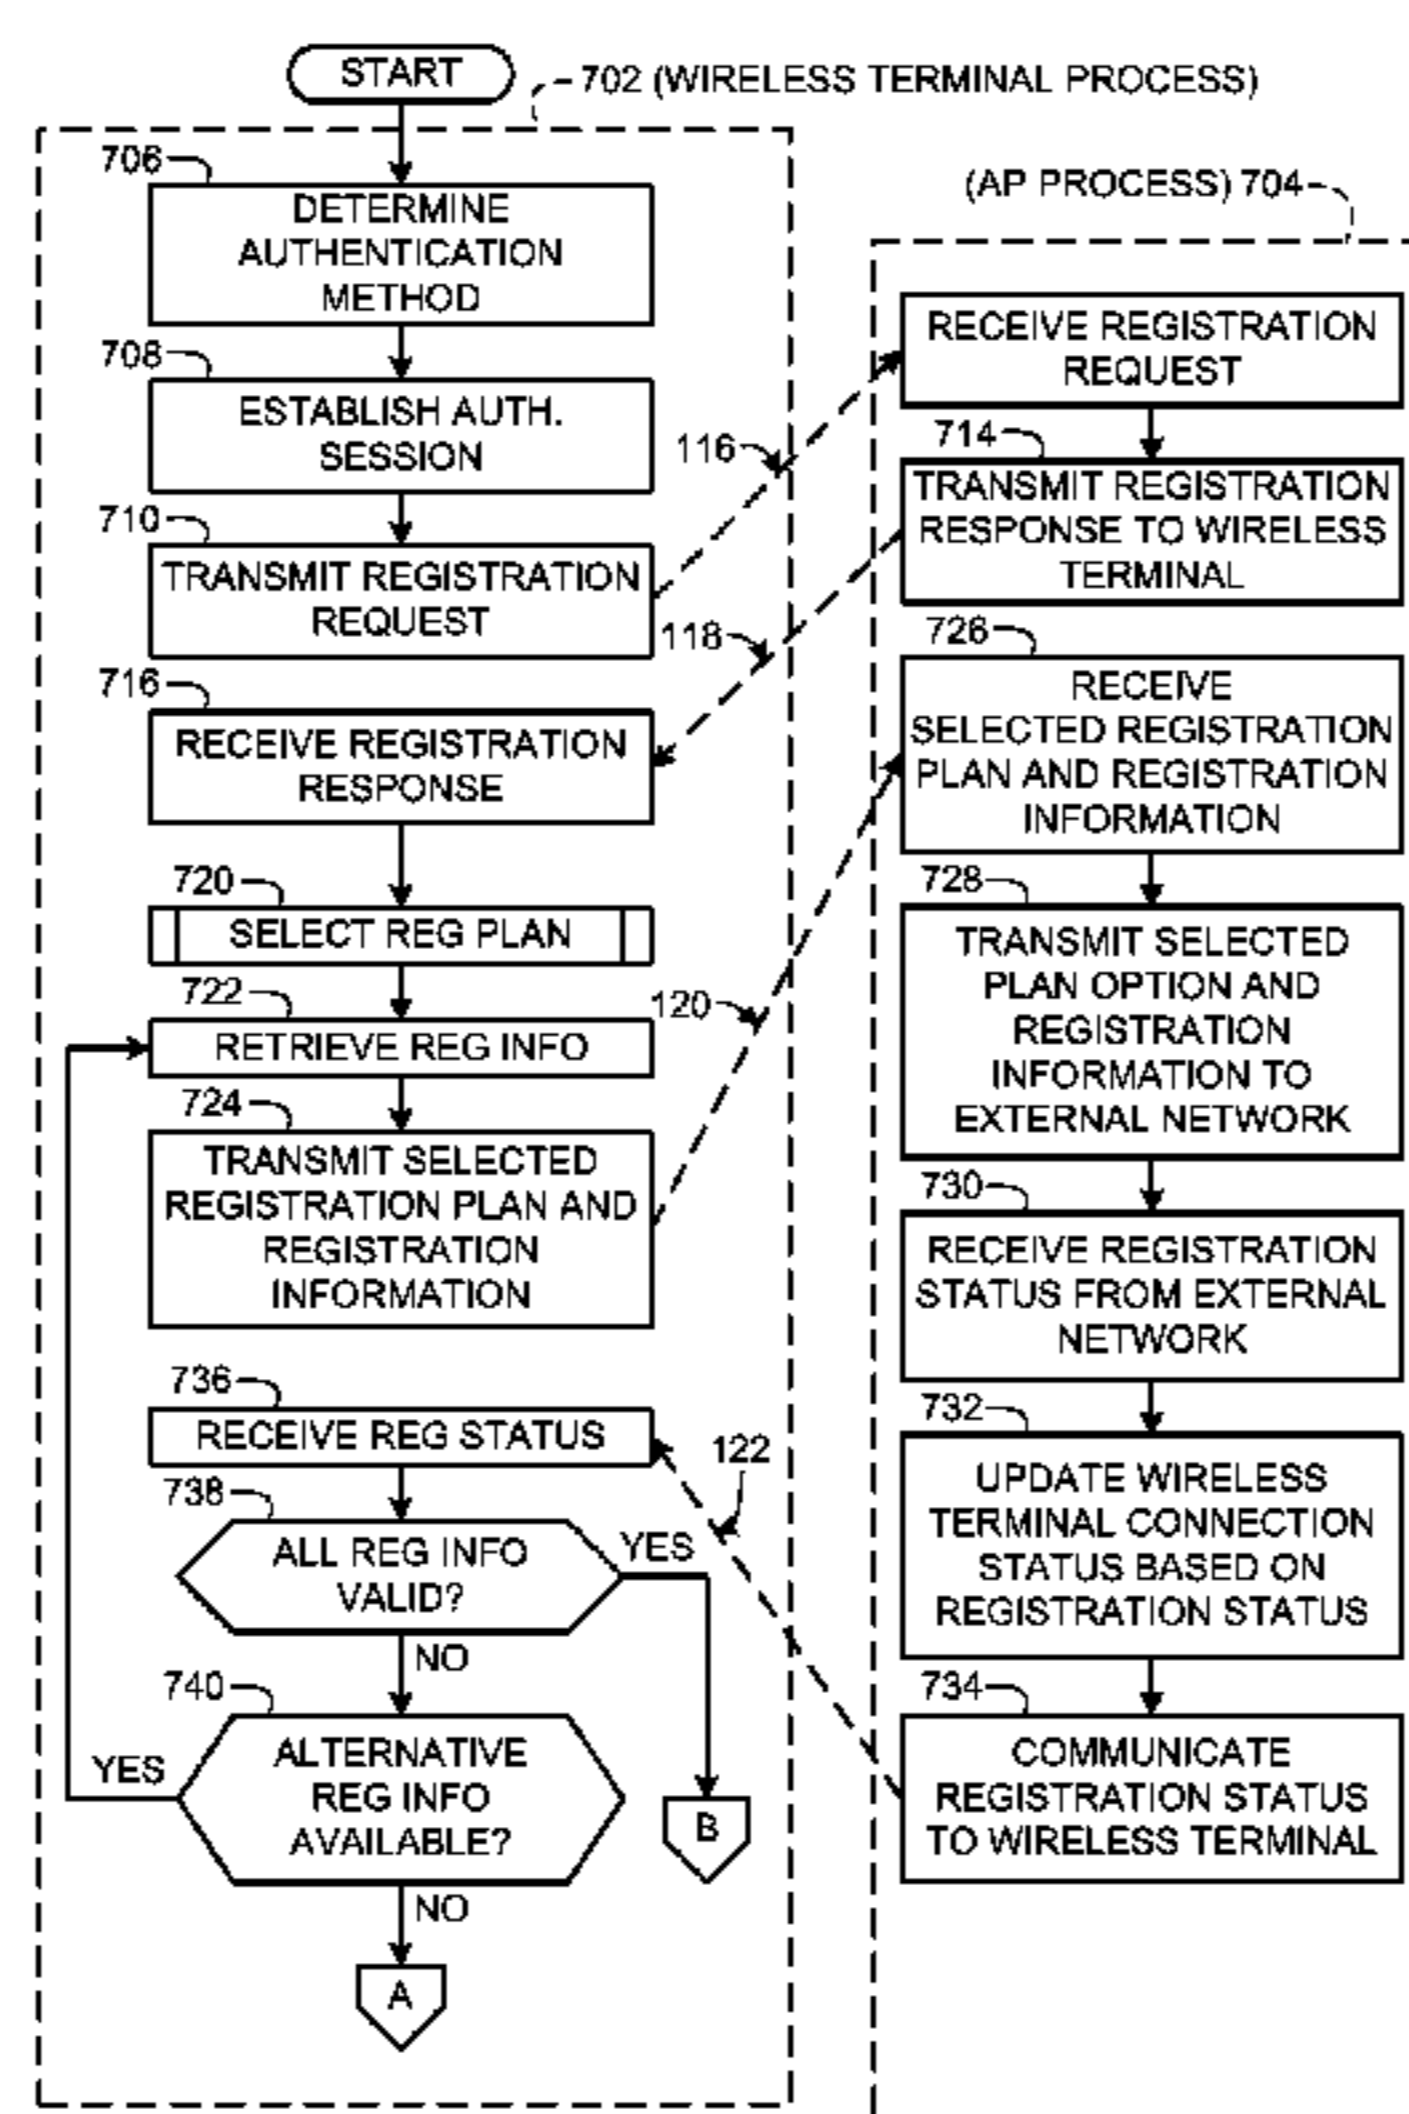 START
702 (WIRELESS TERMINAL PROCESS)
706
DETERMINE
AUTHENTICATION
METHOD
708
ESTABLISH AUTH.
SESSION
710
TRANSMIT REGISTRATION
REQUEST
716
RECEIVE REGISTRATION
RESPONSE
720
SELECT REG PLAN
722
RETRIEVE REG INFO
724
TRANSMIT SELECTED
REGISTRATION PLAN AND
REGISTRATION
INFORMATION
736
RECEIVE REG STATUS
738
ALL REG INFO
VALID?
YES
NO
740
ALTERNATIVE
REG INFO
AVAILABLE?
YES
NO
A
B
116
118
120
122
(AP PROCESS) 704
RECEIVE REGISTRATION
REQUEST
714
TRANSMIT REGISTRATION
RESPONSE TO WIRELESS
TERMINAL
726
RECEIVE
SELECTED REGISTRATION
PLAN AND REGISTRATION
INFORMATION
728
TRANSMIT SELECTED
PLAN OPTION AND
REGISTRATION
INFORMATION TO
EXTERNAL NETWORK
730
RECEIVE REGISTRATION
STATUS FROM EXTERNAL
NETWORK
732
UPDATE WIRELESS
TERMINAL CONNECTION
STATUS BASED ON
REGISTRATION STATUS
734
COMMUNICATE
REGISTRATION STATUS
TO WIRELESS TERMINAL